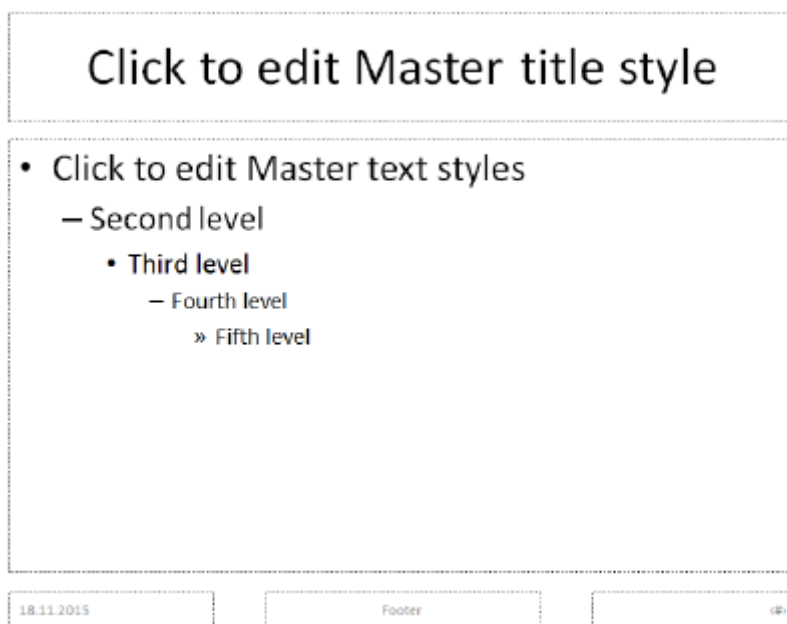 Click to edit Master title style
• Click to edit Master text styles
– Second level
• Third level
– Fourth level
» Fifth level
18.11.2015
Footer
‹#›